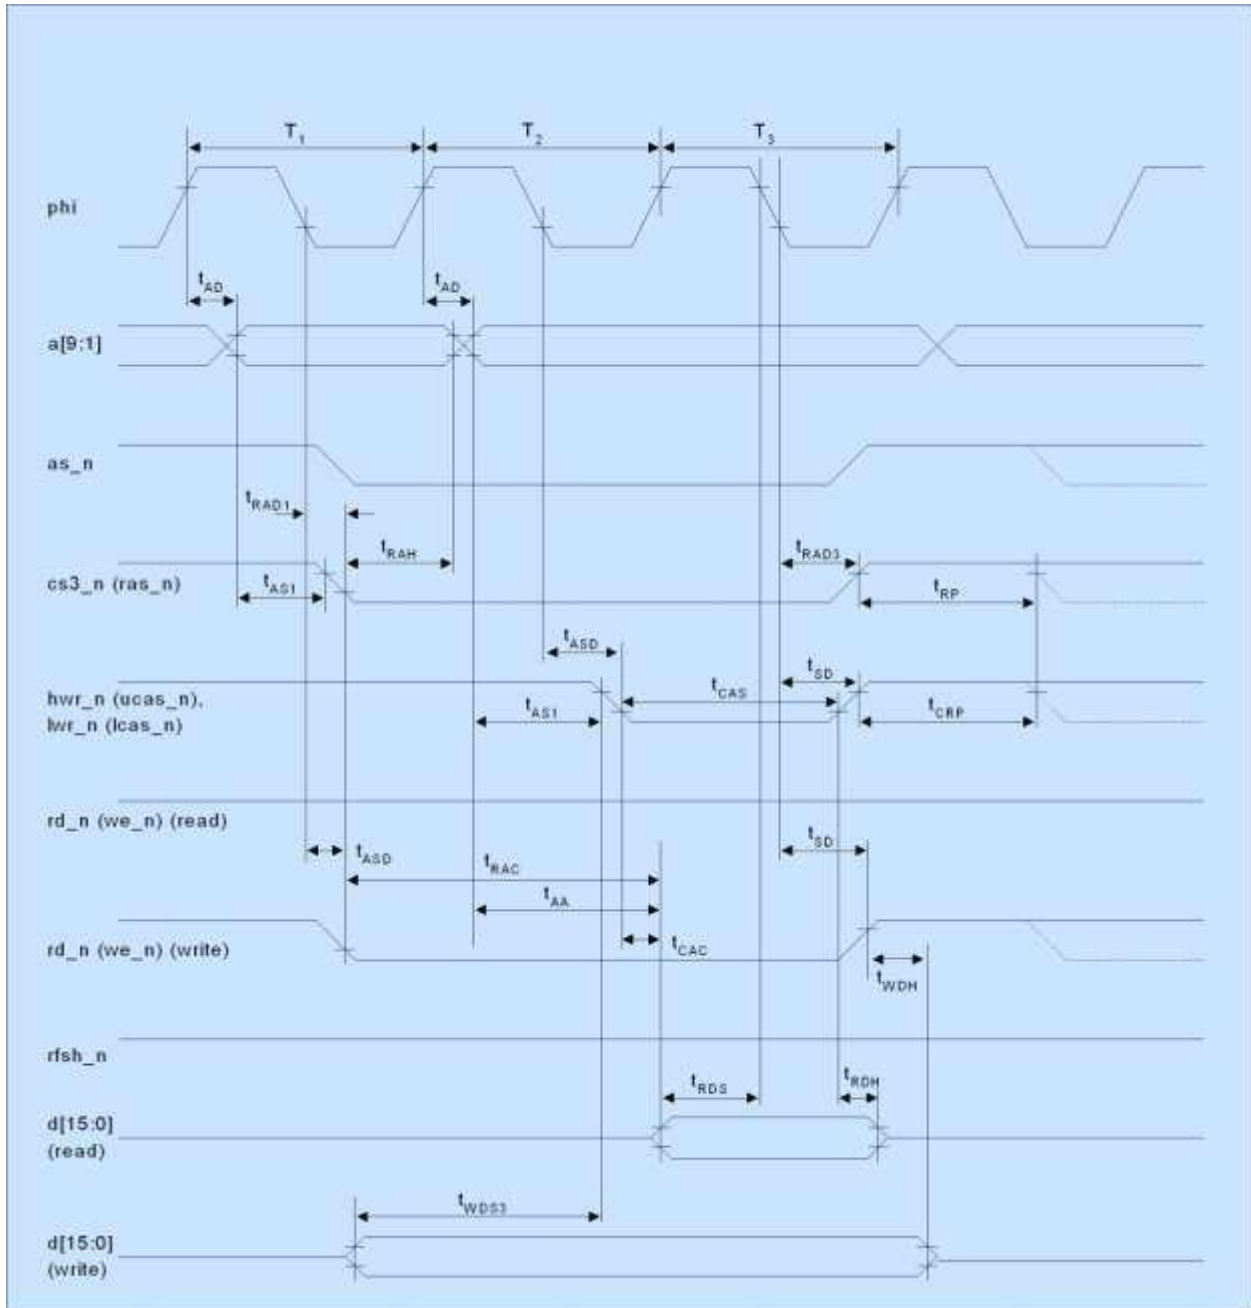 T1 T2 T3
phi
tAD tAD
a[9:1]
as_n
tRAD1
tRAH tRAD3
cs3_n (ras_n)
tAS1 tRP
tASD
tSD
hwr_n (ucas_n),
tCAS
lwr_n (lcas_n)
tAS1 tCRP
rd_n (we_n) (read)
tSD
tASD tRAC
tAA
rd_n (we_n) (write)
tCAC
tWDH
rfsh_n
tRDS tRDH
d[15:0]
(read)
tWDS3
d[15:0]
(write)